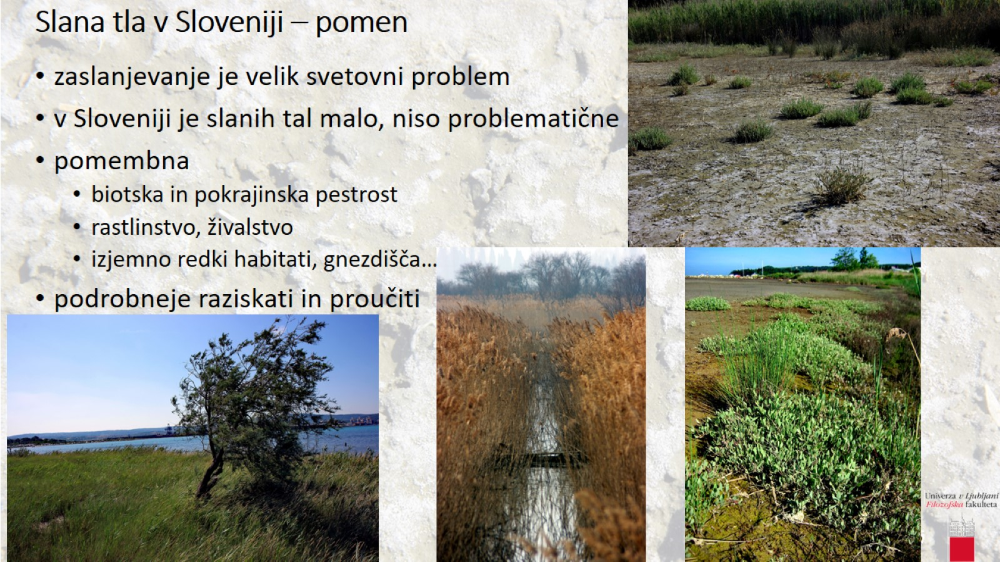 Slana tla v Sloveniji – pomen
• zaslanjevanje je velik svetovni problem
• v Sloveniji je slanih tal malo, niso problematične
• pomembna
• biotska in pokrajinska pestrost
• rastlinstvo, živalstvo
• izjemno redki habitati, gnezdišča...
• podrobneje raziskati in proučiti
Univerza v Ljubljani
Filozofska fakulteta